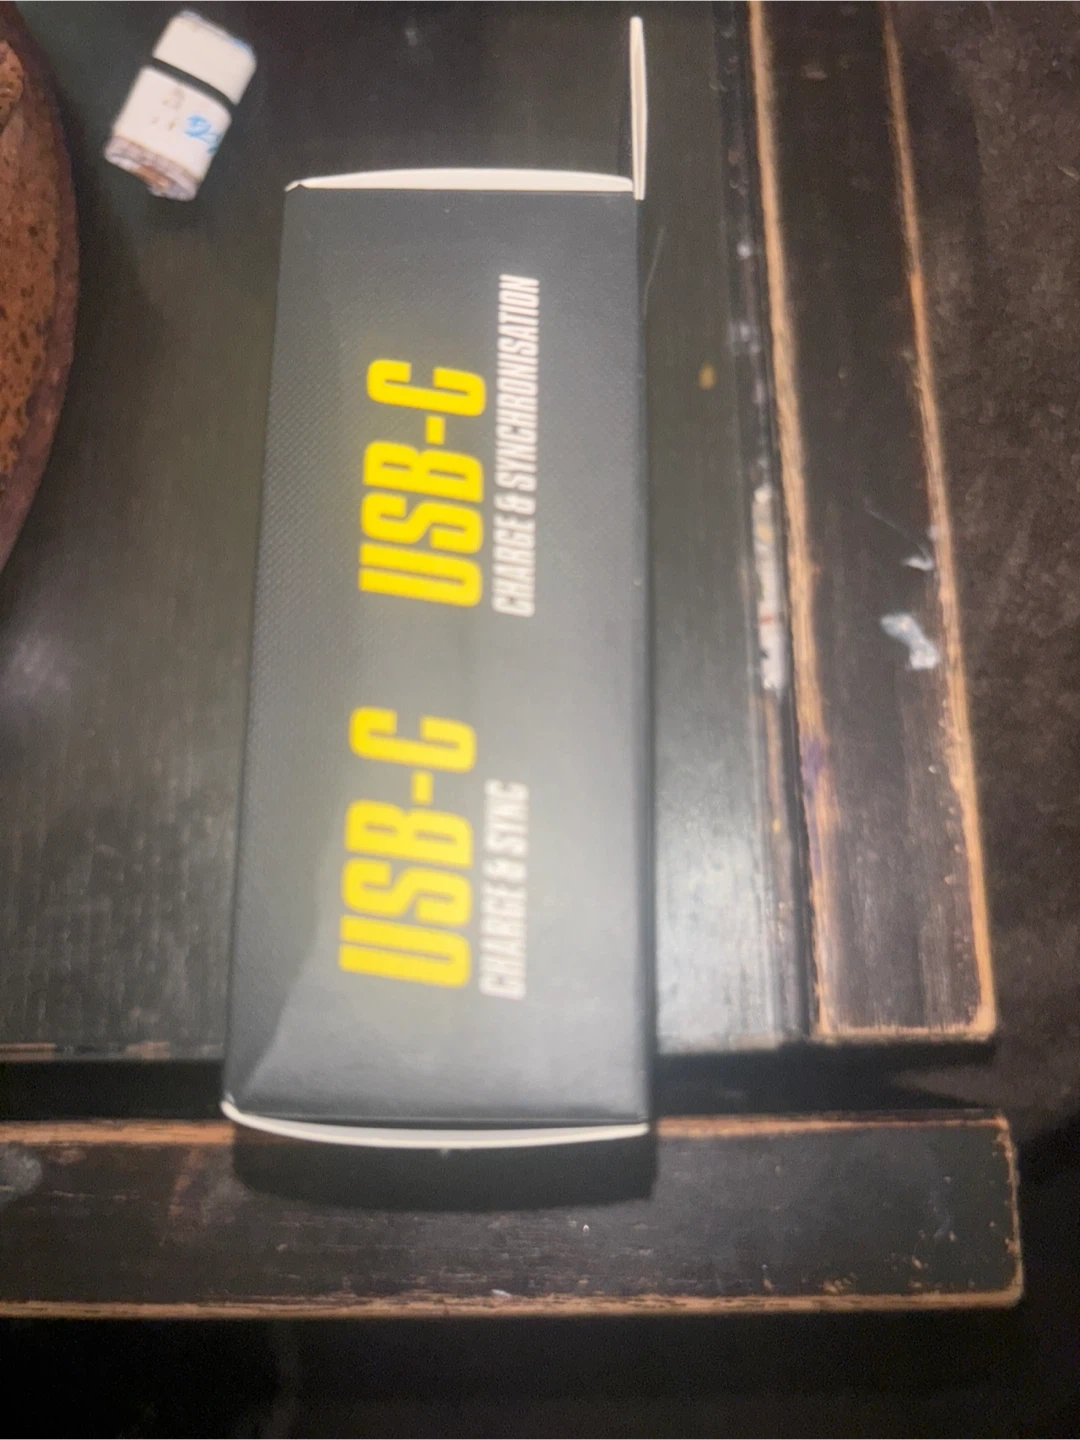 USB-C USB-C
CHARGE & SYNC CHARGE & SYNCHRONISATION